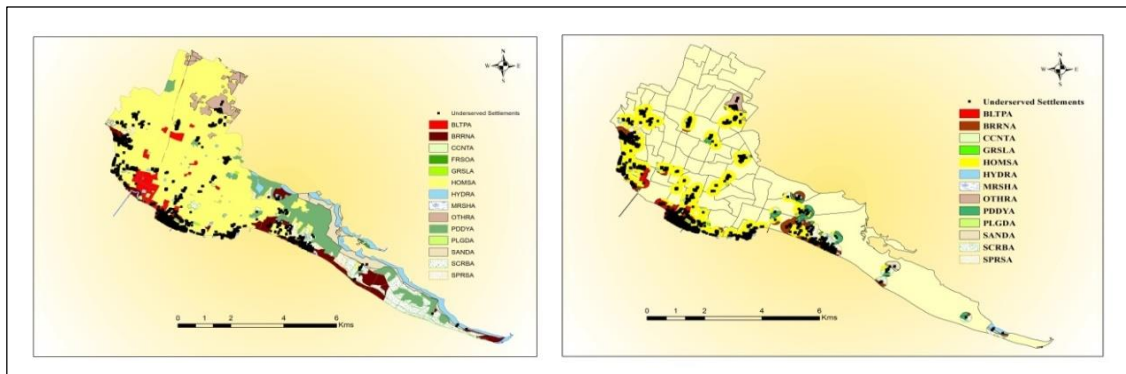 N
W E
S
Underserved Settlements
BLTPA
BRRNA
CCNTA
FRSOA
GRSLA
HOMSA
HYDRA
MRSHA
OTHRA
PDDYA
PLGDA
SANDA
SCRBA
SPRSA
0 1 2 4 6
Kms
N
W E
S
Underserved Settlements
BLTPA
BRRNA
CCNTA
GRSLA
HOMSA
HYDRA
MRSHA
OTHRA
PDDYA
PLGDA
SANDA
SCRBA
SPRSA
0 1 2 4 6
Kms